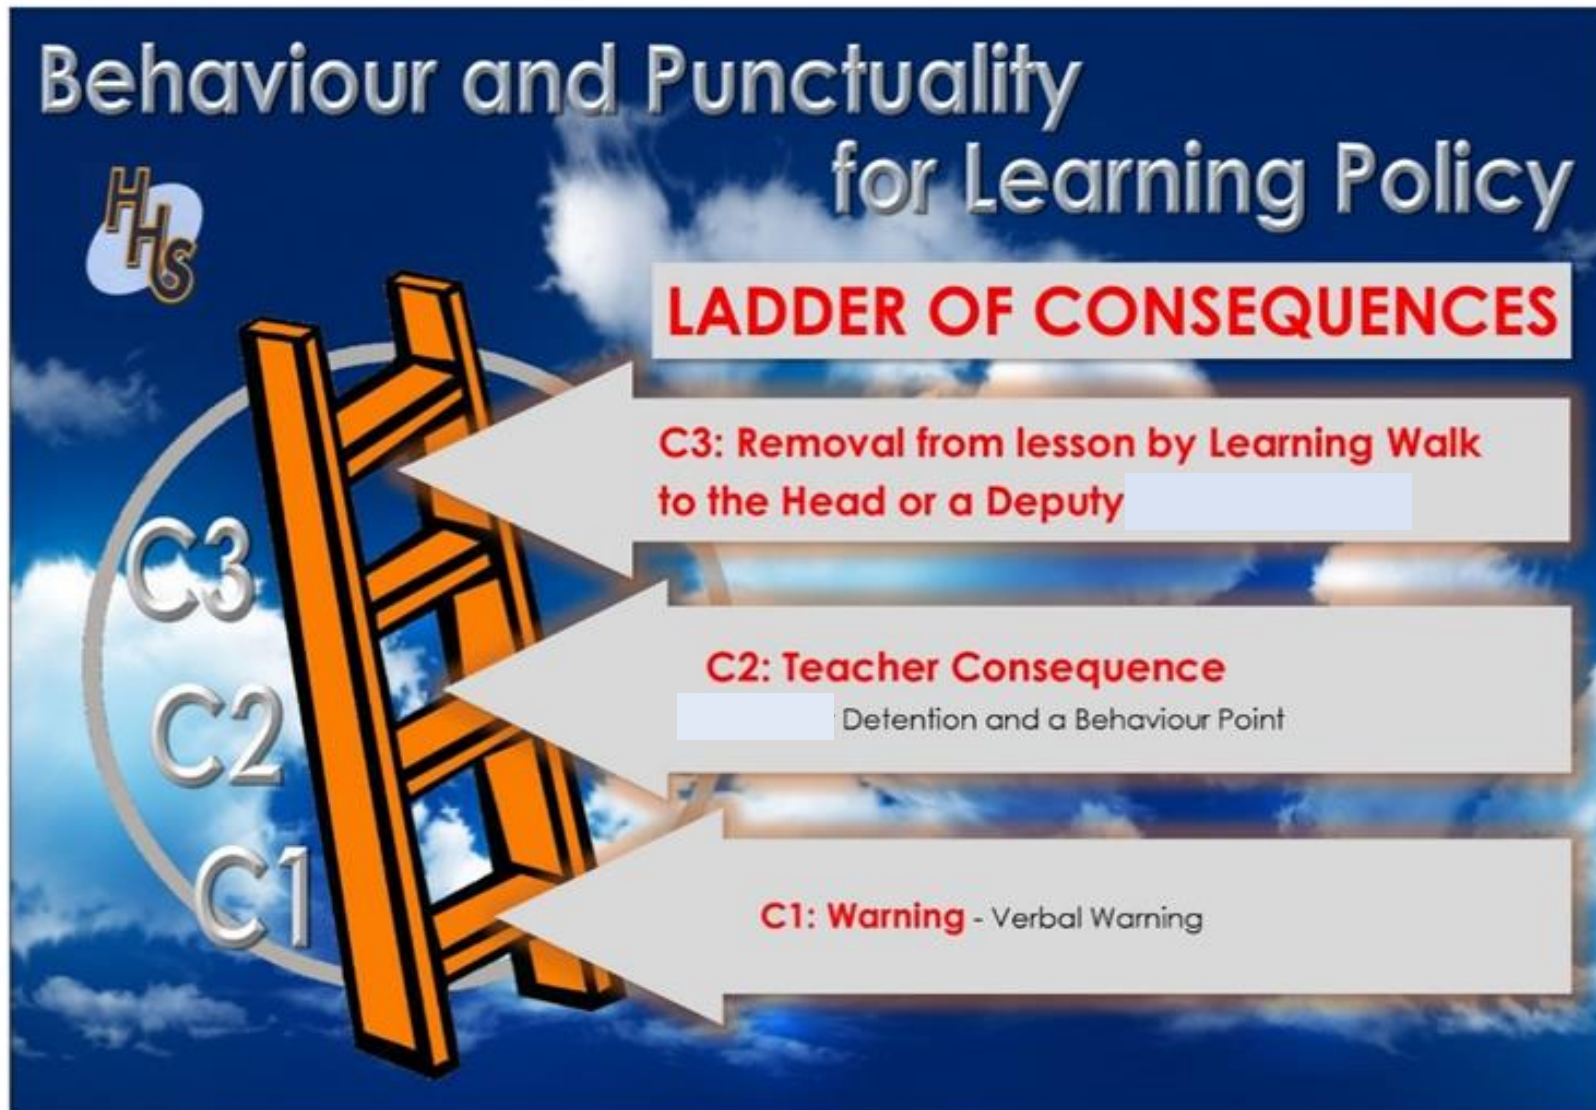 Behaviour and Punctuality
for Learning Policy
HHS
LADDER OF CONSEQUENCES
C3: Removal from lesson by Learning Walk
to the Head or a Deputy
C3
C2: Teacher Consequence
Detention and a Behaviour Point
C2
C1: Warning - Verbal Warning
C1